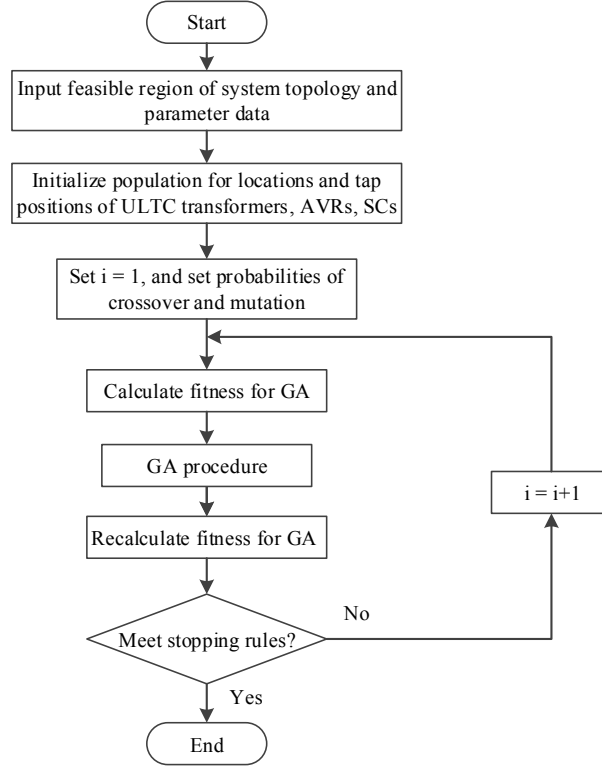 Start
Input feasible region of system topology and
parameter data
Initialize population for locations and tap
positions of ULTC transformers, AVRs, SCs
Set i = 1, and set probabilities of
crossover and mutation
Calculate fitness for GA
GA procedure
i = i+1
Recalculate fitness for GA
No
Meet stopping rules?
Yes
End